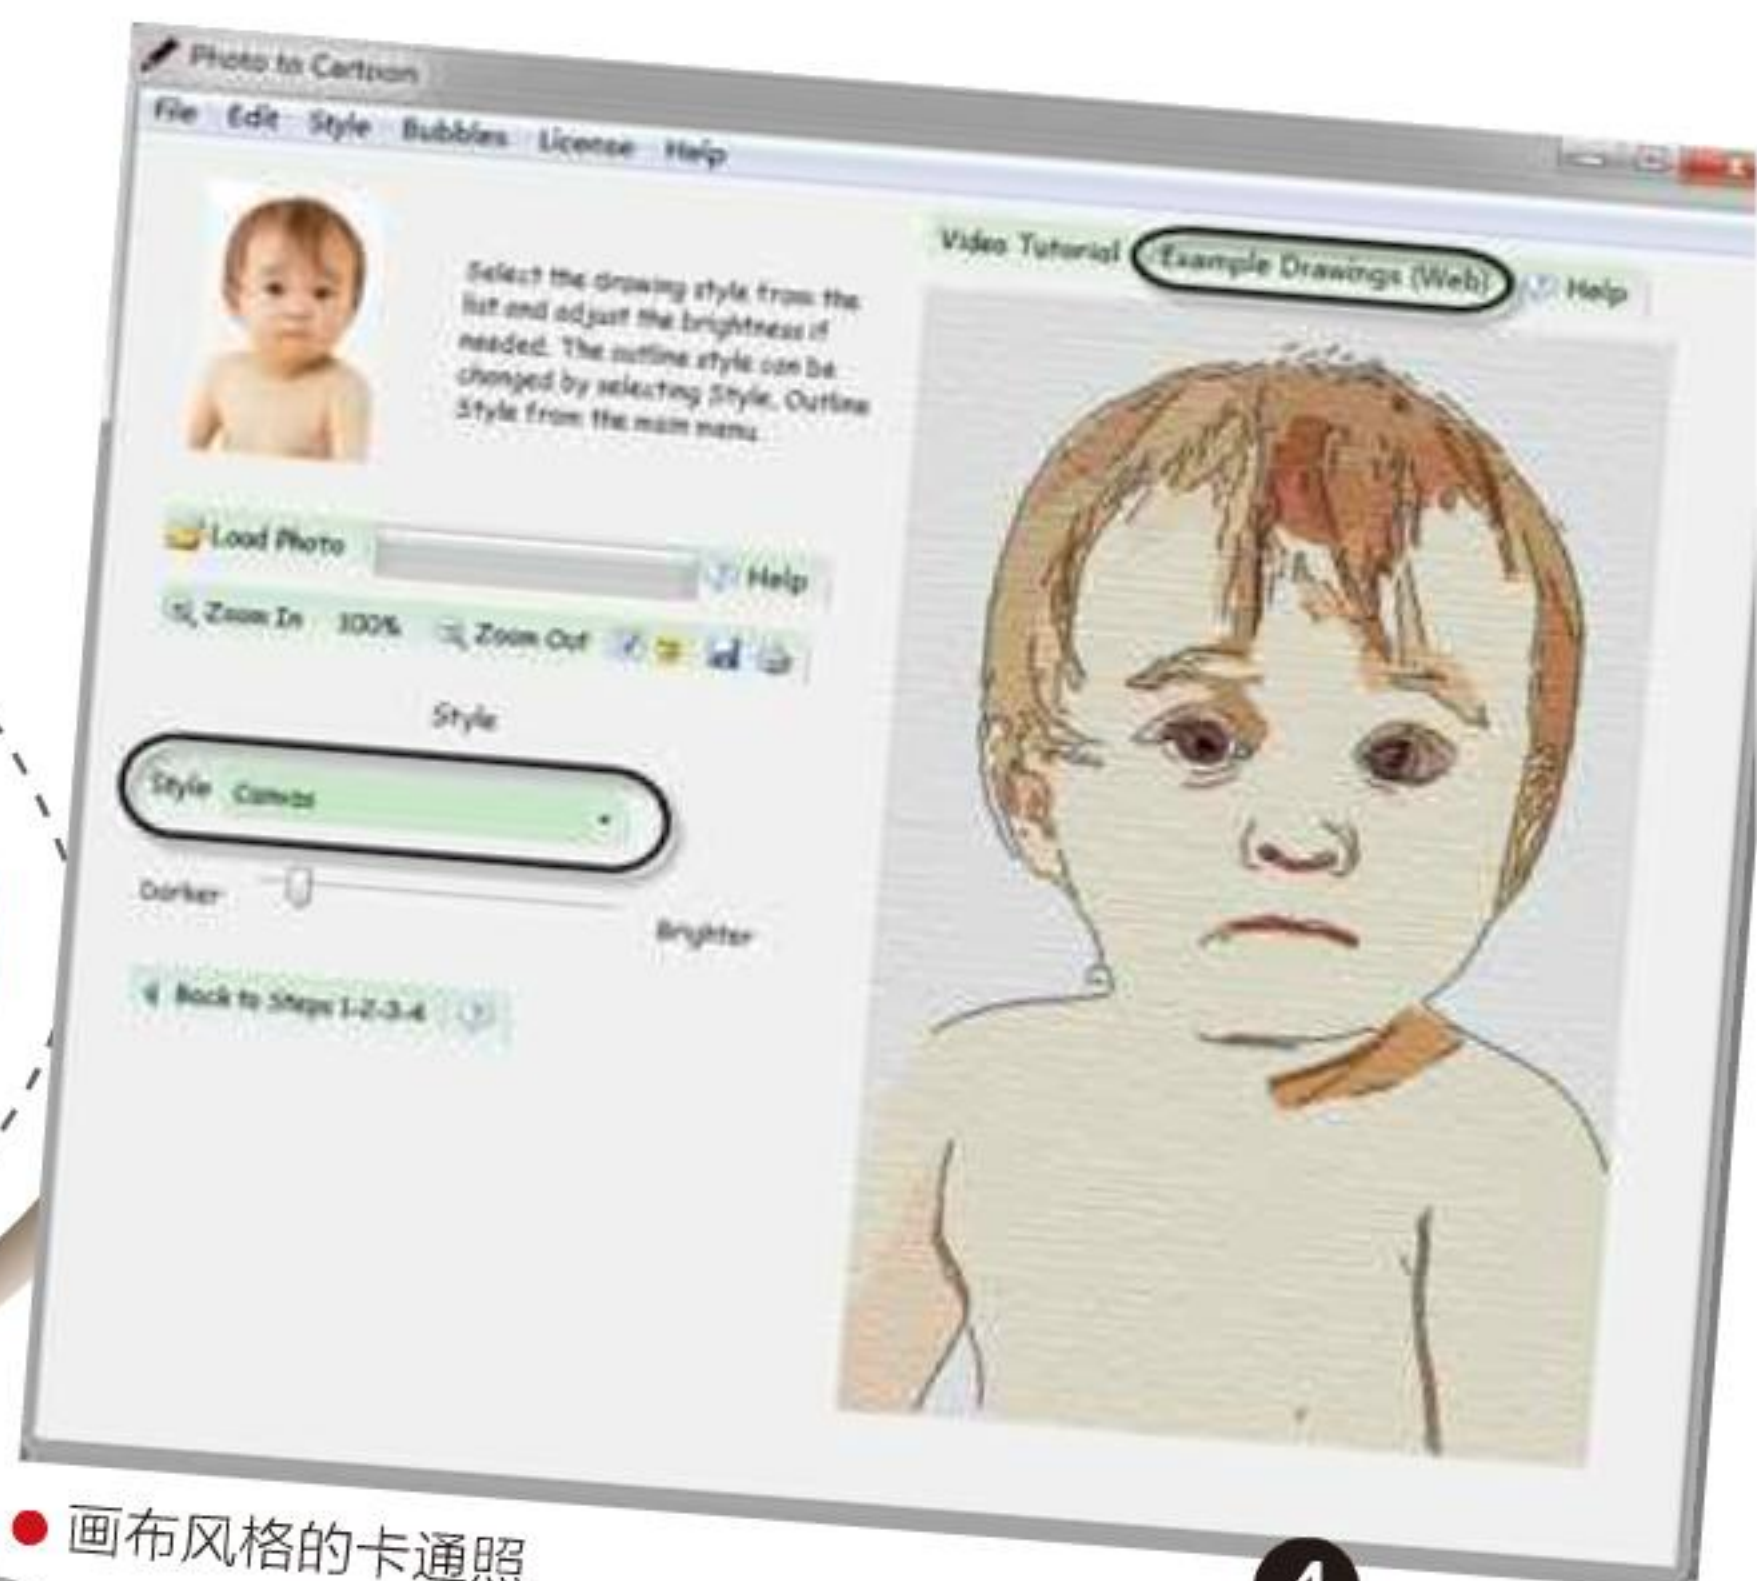 Photo to Cartoon
File Edit Style Bubbles License Help
Video Tutorial Example Drawings (Web) Help
Select the drawing style from the
list and adjust the brightness if
needed. The outline style can be
changed by selecting Style, Outline
Style from the main menu
Load Photo Help
Zoom In 100% Zoom Out
Style
Style Canvas
Darker
Brighter
Back to Steps 1-2-3-4
画布风格的卡通照
4